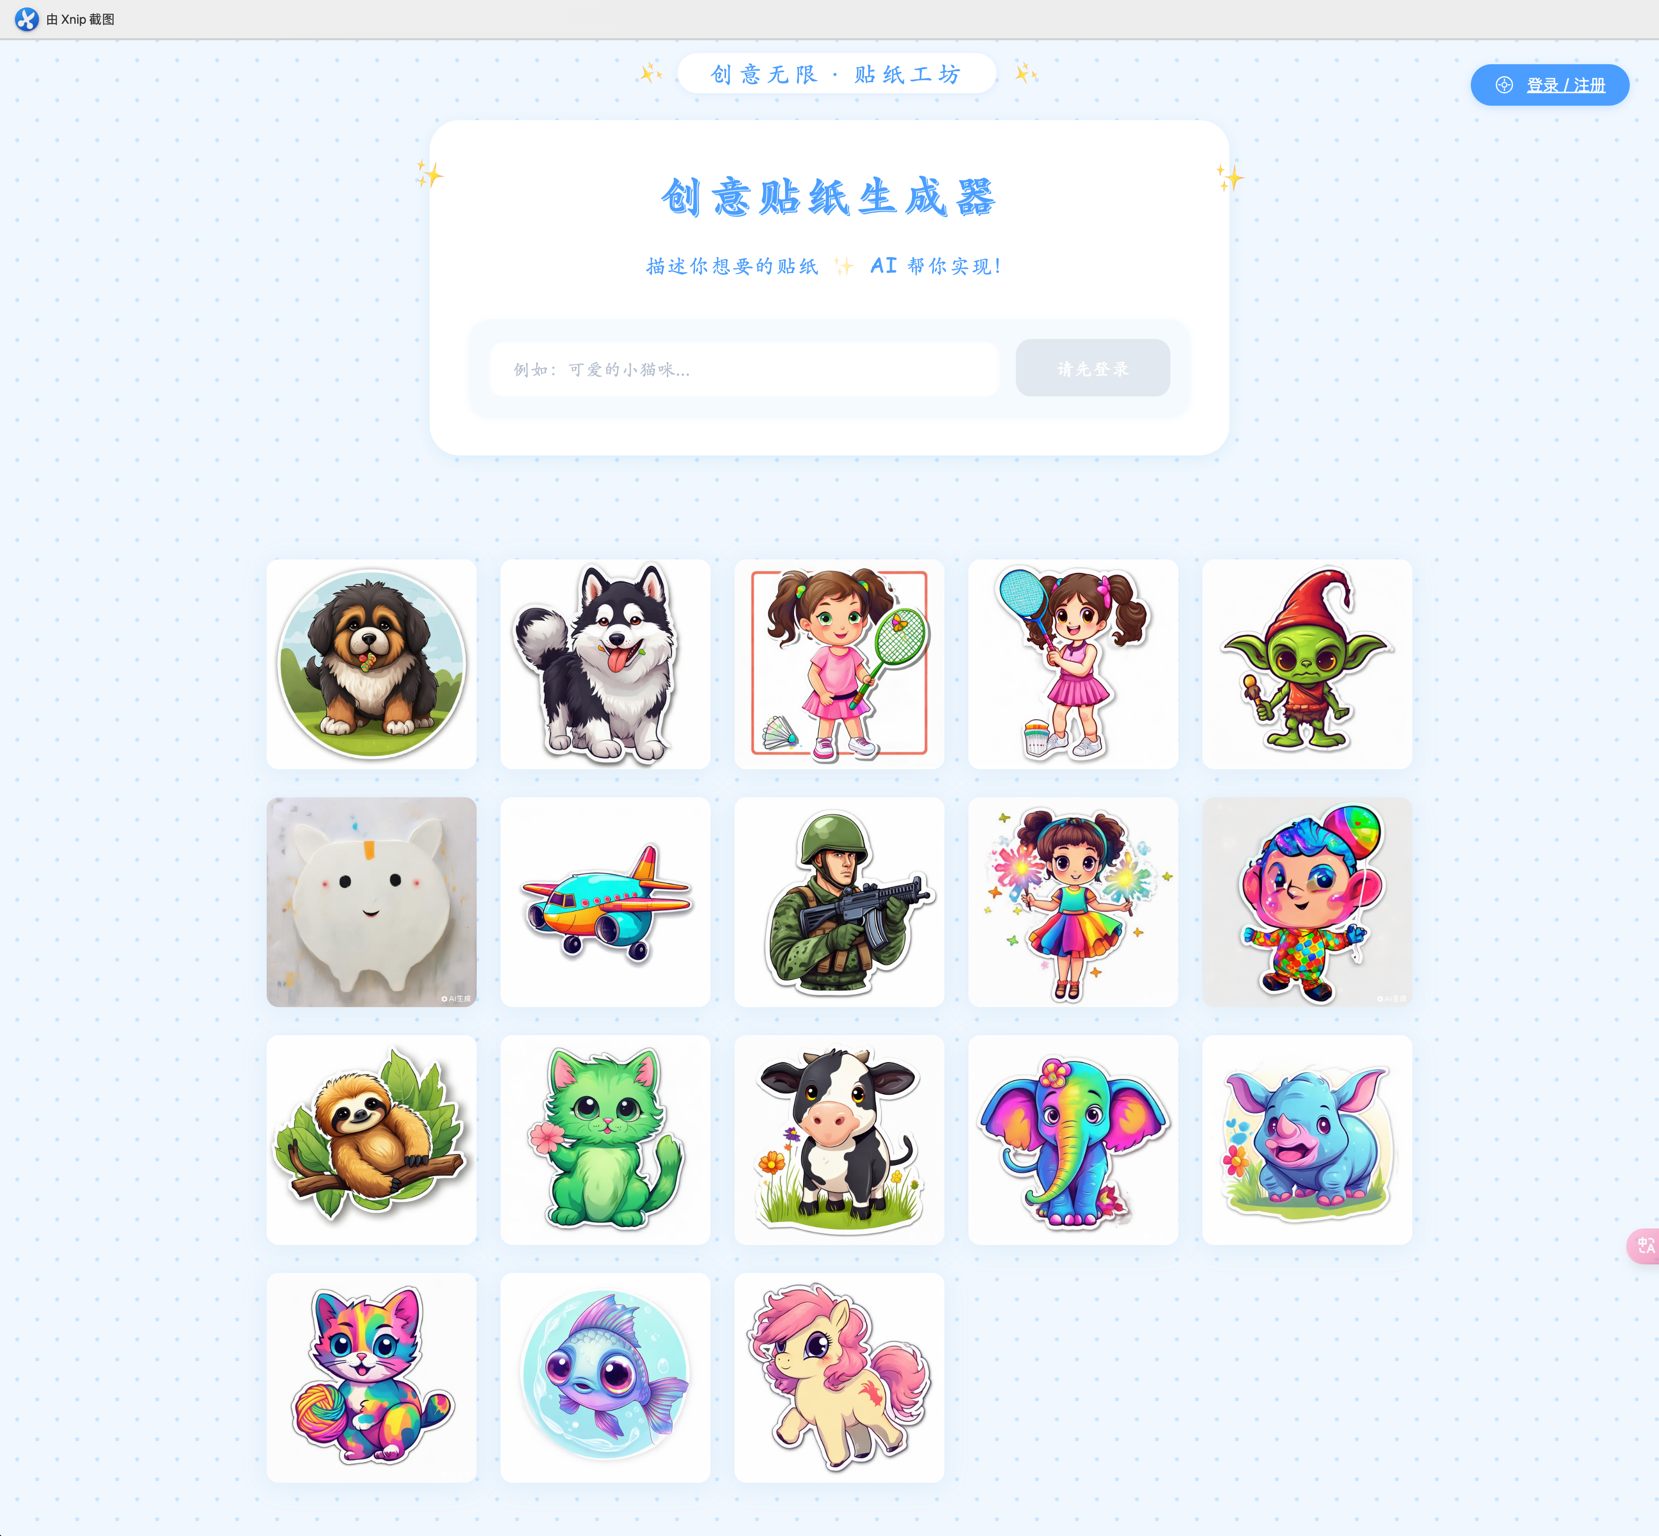 由 Xnip 截图
创意无限 · 贴纸工坊
登录 / 注册
创意贴纸生成器
描述你想要的贴纸 ✨ AI 帮你实现!
例如：可爱的小猫咪...
请先登录
AI生成
AI生成